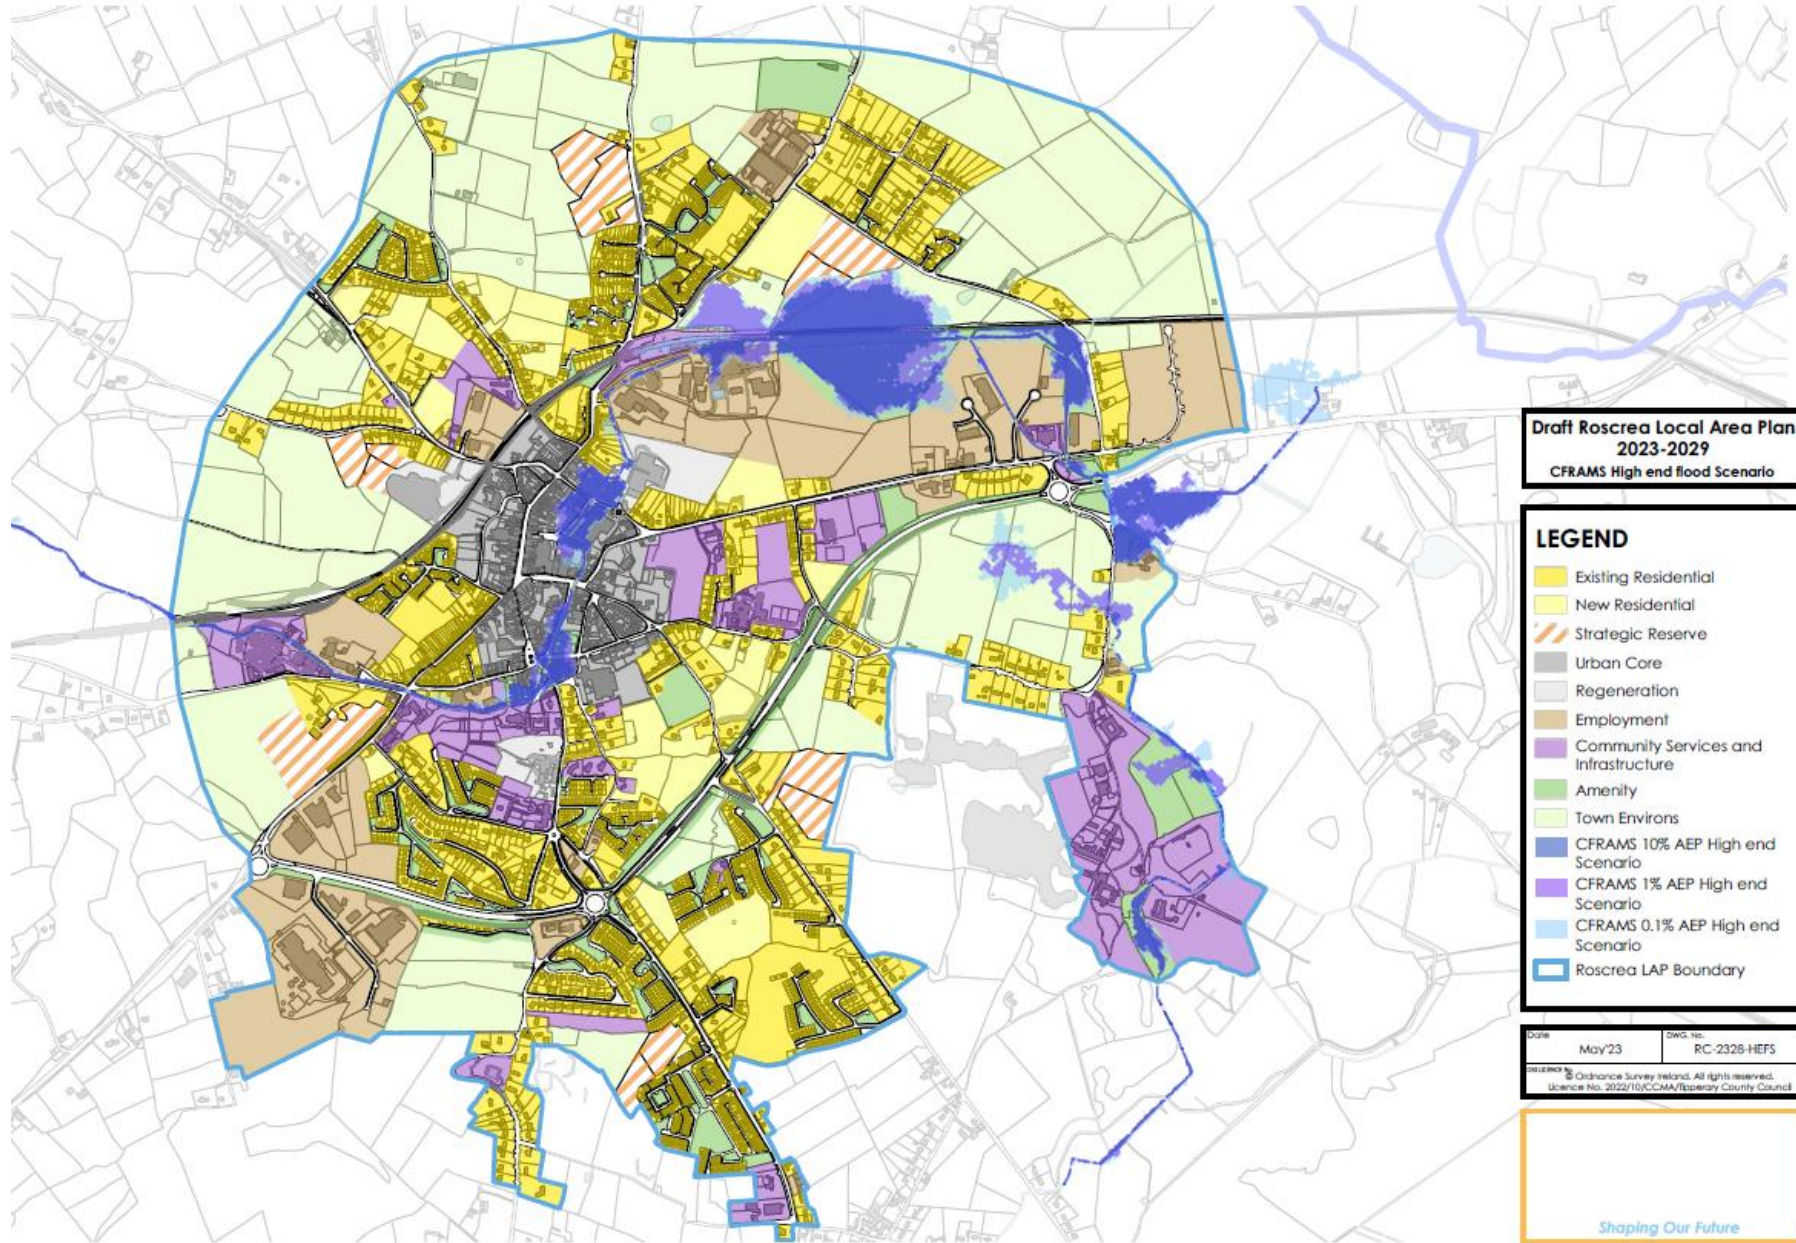 Draft Roscrea Local Area Plan
2023-2029
CFRAMS High end flood Scenario
LEGEND
Existing Residential
New Residential
Strategic Reserve
Urban Core
Regeneration
Employment
Community Services and
Infrastructure
Amenity
Town Environs
CFRAMS 10% AEP High end
Scenario
CFRAMS 1% AEP High end
Scenario
CFRAMS 0.1% AEP High end
Scenario
Roscrea LAP Boundary
Date
May'23
DWG. No.
RC-2328-HEFS
© Ordnance Survey Ireland. All rights reserved.
Licence No. 2022/10/CCMA/Tipperary County Council
Shaping Our Future